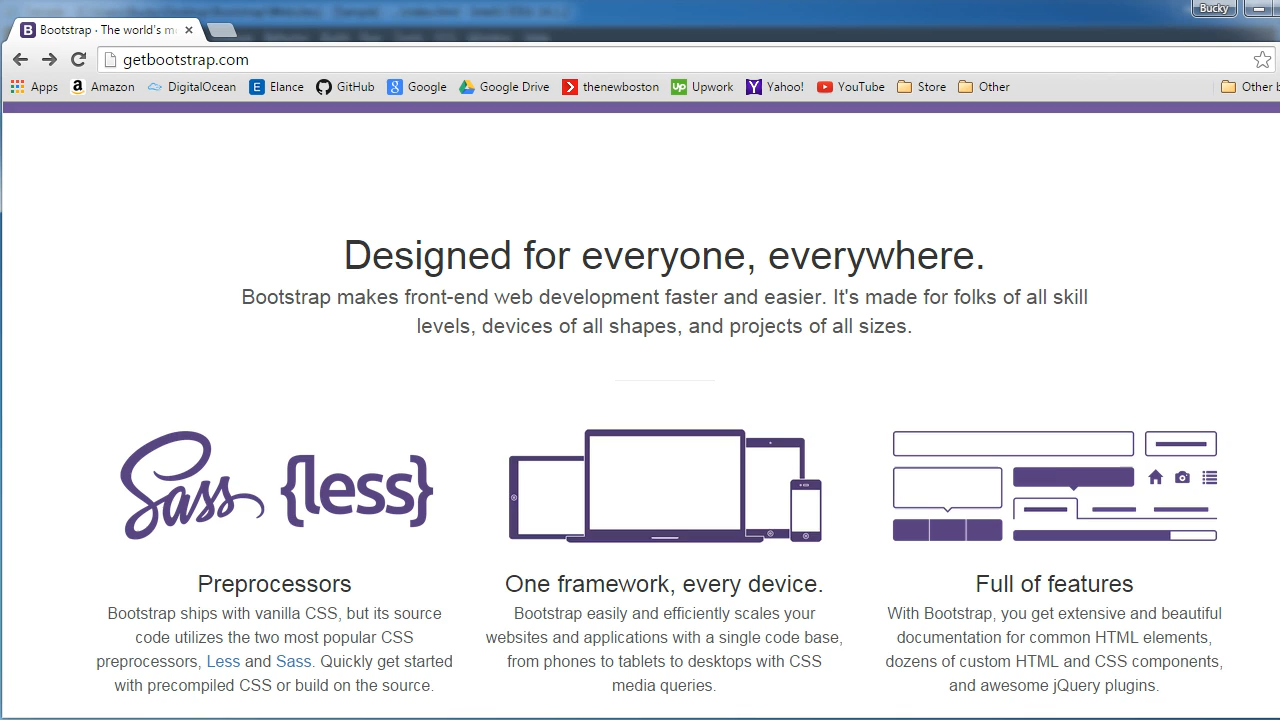 Bucky
B Bootstrap · The world's m
getbootstrap.com
Apps Amazon DigitalOcean Elance GitHub Google Google Drive thenewboston Upwork Yahoo! YouTube Store Other Other b
Designed for everyone, everywhere.
Bootstrap makes front-end web development faster and easier. It's made for folks of all skill
levels, devices of all shapes, and projects of all sizes.
Sass {less}
Preprocessors
Bootstrap ships with vanilla CSS, but its source
code utilizes the two most popular CSS
preprocessors, Less and Sass. Quickly get started
with precompiled CSS or build on the source.
One framework, every device.
Bootstrap easily and efficiently scales your
websites and applications with a single code base,
from phones to tablets to desktops with CSS
media queries.
Full of features
With Bootstrap, you get extensive and beautiful
documentation for common HTML elements,
dozens of custom HTML and CSS components,
and awesome jQuery plugins.